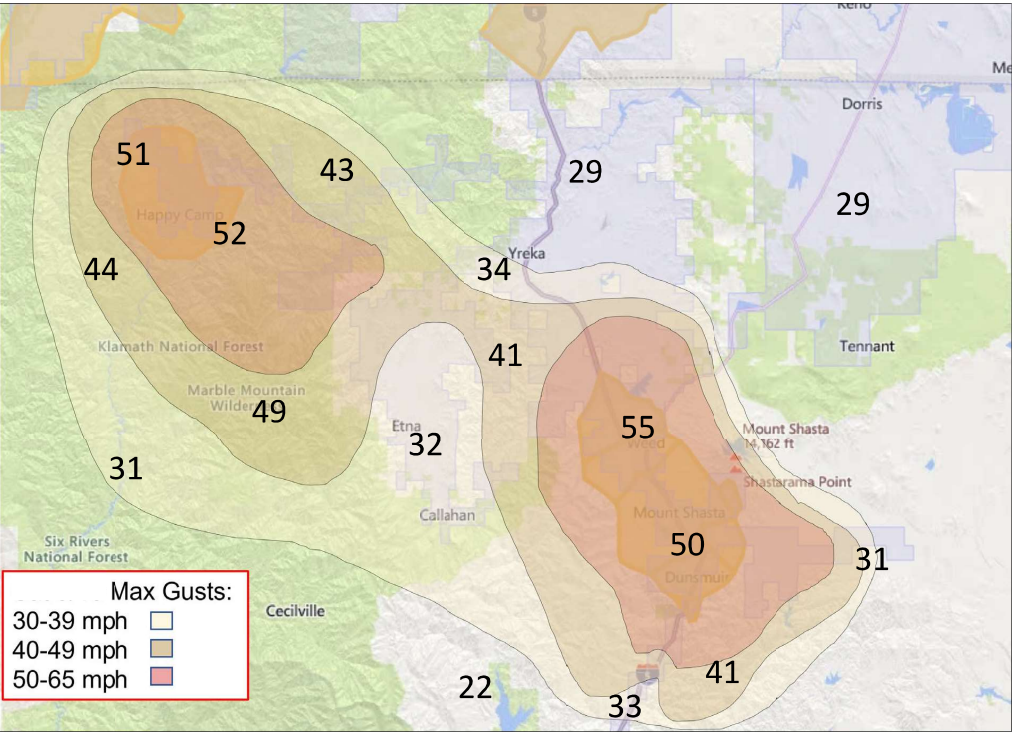 Reno
Me
Dorris
51
43
29
29
Happy Camp
52
Yreka
44
34
Klamath National Forest
41
Tennant
Marble Mountain
Wilderness
49
Etna
32
55
Weed
Mount Shasta
14,162 ft
31
Shastarama Point
Callahan
Mount Shasta
Six Rivers
National Forest
50
31
Dunsmuir
Max Gusts:
30-39 mph
40-49 mph
50-65 mph
Cecilville
22
41
33